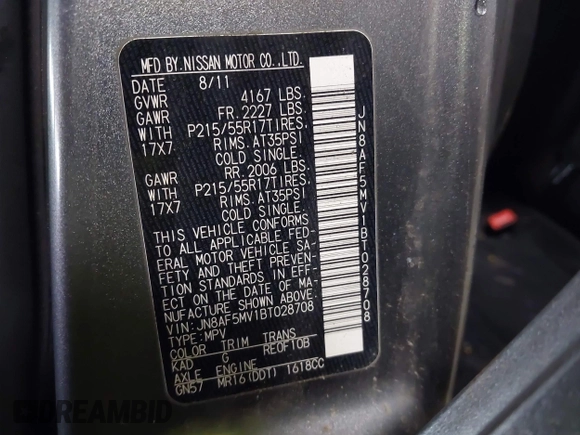 MFD BY.NISSAN MOTOR CO.,LTD.
DATE 8/11
GVWR 4167 LBS.
GAWR FR. 2227 LBS.
WITH P215/55R17TIRES,
17X7 RIMS.AT35PSI
COLD SINGLE.
GAWR RR. 2006 LBS.
WITH P215/55R17TIRES,
17X7 RIMS.AT35PSI
COLD SINGLE.
THIS VEHICLE CONFORMS
TO ALL APPLICABLE FED-
ERAL MOTOR VEHICLE SA-
FETY AND THEFT PREVEN-
TION STANDARDS IN EFF-
ECT ON THE DATE OF MA-
NUFACTURE SHOWN ABOVE.
VIN: JN8AF5MV1BT028708
TYPE: MPV
COLOR TRIM TRANS
KAD G RE0F10B
AXLE ENGINE
GN57 MR16(DDT) 1618CC
JN8AF5MV1BT028708
DREAMBID